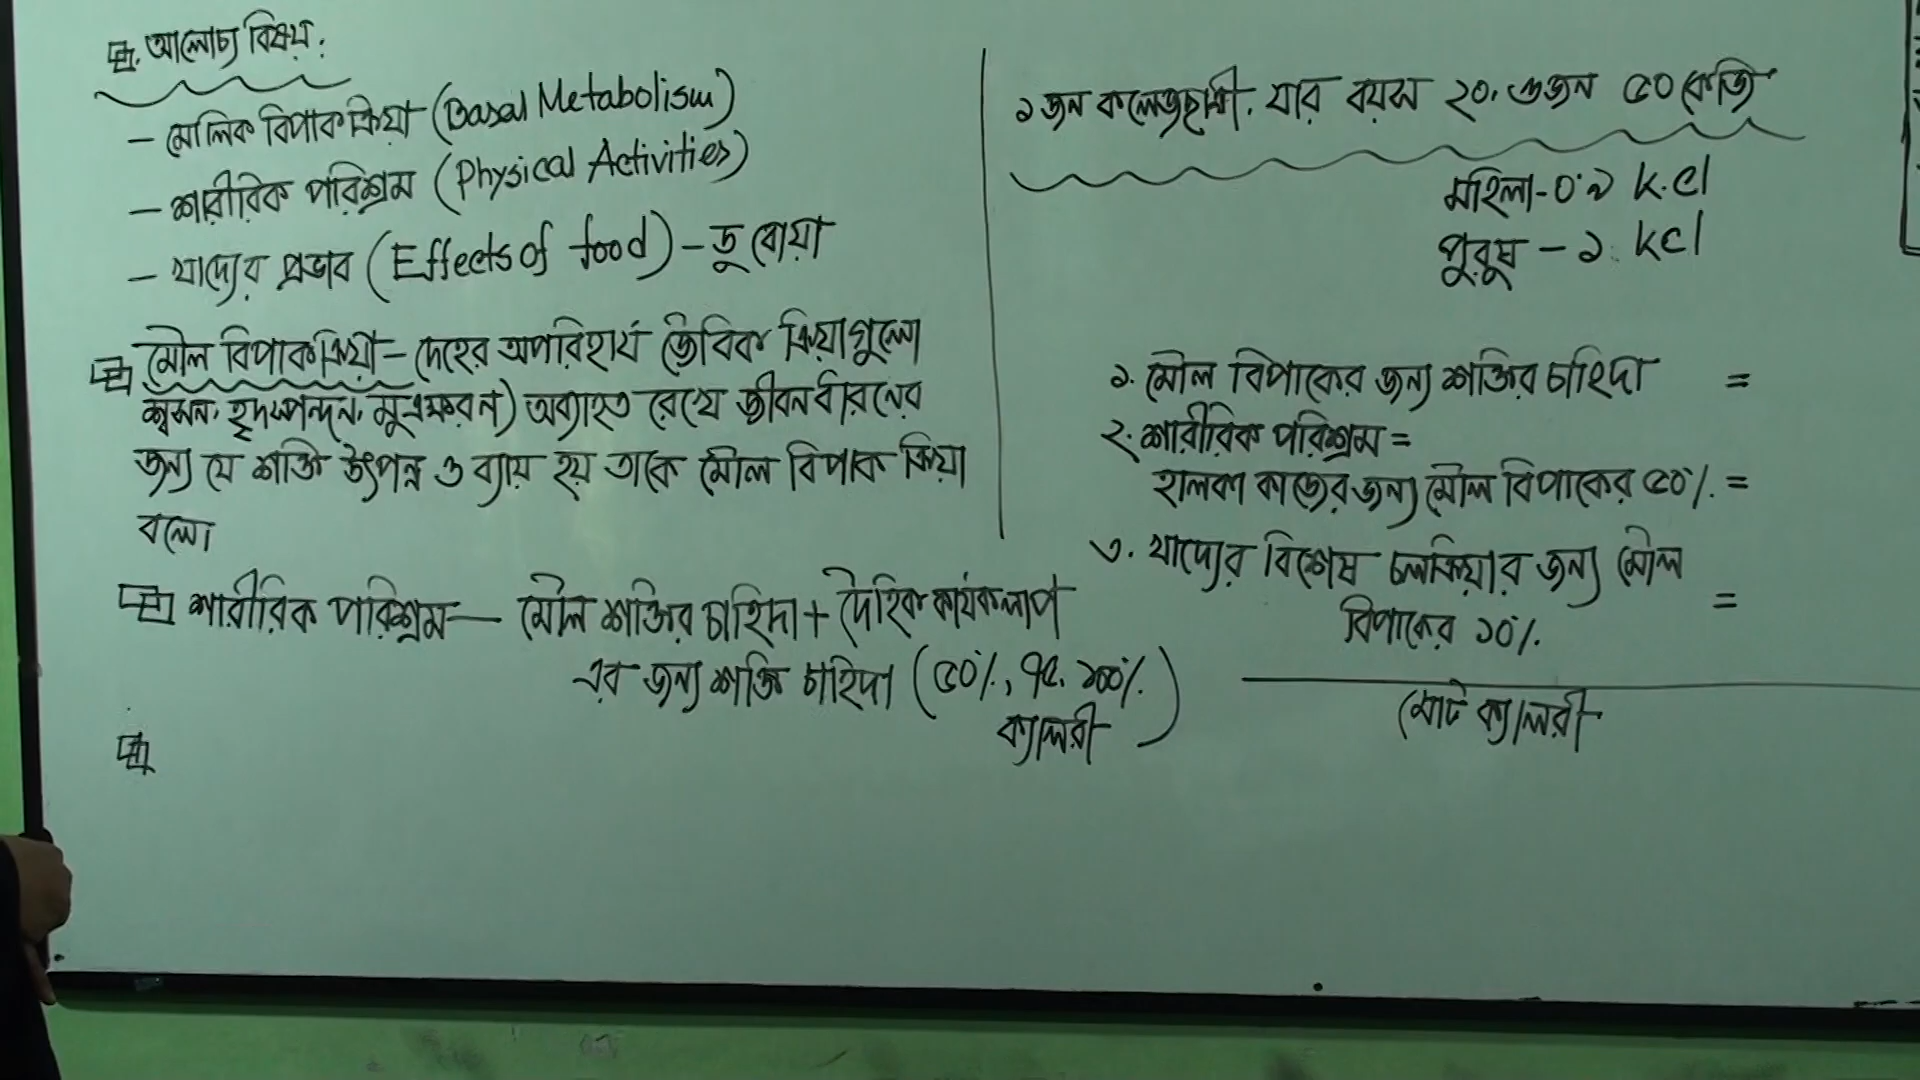 আলোচ্য বিষয়:
- মৌলিক বিপাকক্রিয়া (Basal Metabolism)
- শারীরিক পরিশ্রম (Physical Activities)
- খাদ্যের প্রভাব (Effects of food) - ডু বোয়া
মৌল বিপাকক্রিয়া - দেহের অপরিহার্য জৈবিক ক্রিয়াগুলো
শ্বসন, হৃদস্পন্দন, মূত্রক্ষরণ) অব্যাহত রেখে জীবনধারনের
জন্য যে শক্তি উৎপন্ন ও ব্যায় হয় তাকে মৌল বিপাক ক্রিয়া
বলে।
শারীরিক পরিশ্রম — মৌল শক্তির চাহিদা + দৈহিক কার্যকলাপ
এর জন্য শক্তি চাহিদা (৫০%, ৭৫, ১০০%
ক্যালরী)
১ জন কলেজছাত্রী, যার বয়স ২০, ওজন ৫০ কেজি
মহিলা - ০.৯ k.cl
পুরুষ - ১ kcl
১. মৌল বিপাকের জন্য শক্তির চাহিদা =
২. শারীরিক পরিশ্রম =
হালকা কাজের জন্য মৌল বিপাকের ৫০% =
৩. খাদ্যের বিশেষ চলক্রিয়ার জন্য মৌল
বিপাকের ১০% =
মোট ক্যালরী